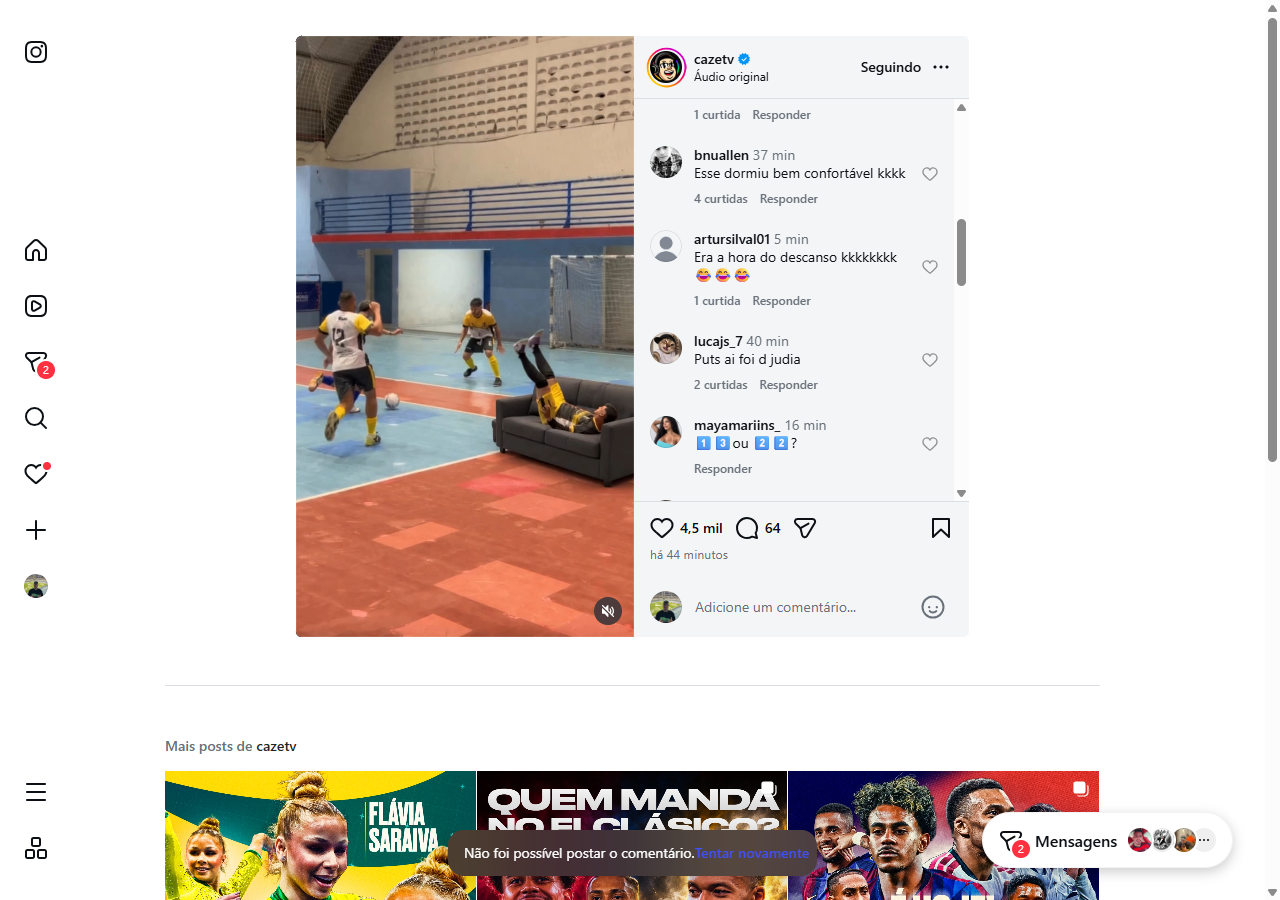 cazetv
Áudio original
Seguindo
1 curtida Responder
bnuallen 37 min
Esse dormiu bem confortável kkkk
4 curtidas Responder
artursilval01 5 min
Era a hora do descanso kkkkkkkk
😂😂😂
1 curtida Responder
lucajs_7 40 min
Puts ai foi d judia
2 curtidas Responder
mayamariins_ 16 min
1️⃣3️⃣ou 2️⃣2️⃣?
Responder
4,5 mil 64
há 44 minutos
Adicione um comentário...
12
2
Mais posts de cazetv
FLÁVIA
SARAIVA
QUEM MANDA
NO EL CLÁSICO?
Não foi possível postar o comentário.Tentar novamente
2
Mensagens